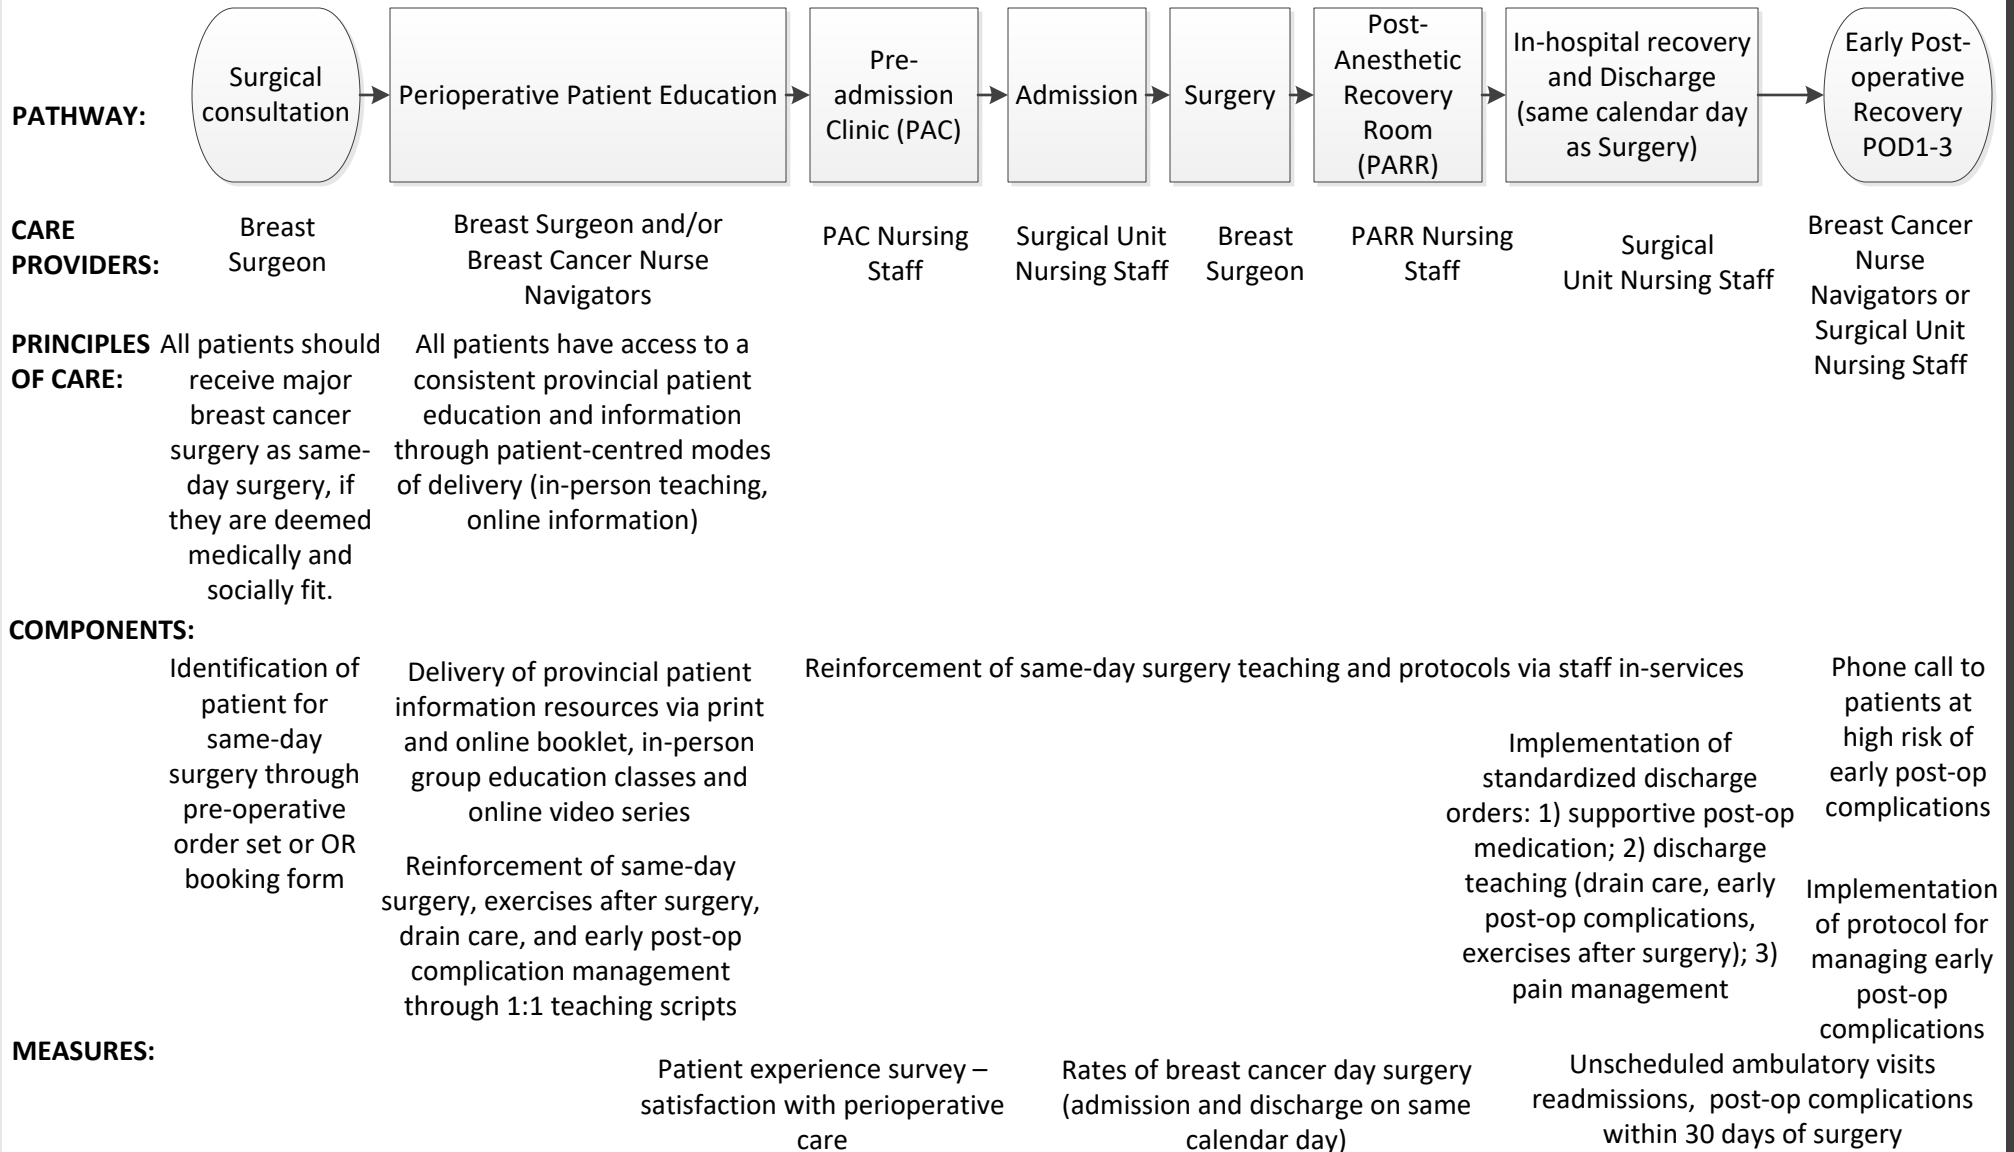 PATHWAY:
Surgical
consultation
Perioperative Patient Education
Pre-
admission
Clinic (PAC)
Admission
Surgery
Post-
Anesthetic
Recovery
Room
(PARR)
In-hospital recovery
and Discharge
(same calendar day
as Surgery)
Early Post-
operative
Recovery
POD1-3
CARE
PROVIDERS:
Breast
Surgeon
Breast Surgeon and/or
Breast Cancer Nurse
Navigators
PAC Nursing
Staff
Surgical Unit
Nursing Staff
Breast
Surgeon
PARR Nursing
Staff
Surgical
Unit Nursing Staff
Breast Cancer
Nurse
Navigators or
Surgical Unit
Nursing Staff
PRINCIPLES
OF CARE:
All patients should
receive major
breast cancer
surgery as same-
day surgery, if
they are deemed
medically and
socially fit.
All patients have access to a
consistent provincial patient
education and information
through patient-centred modes
of delivery (in-person teaching,
online information)
COMPONENTS:
Identification of
patient for
same-day
surgery through
pre-operative
order set or OR
booking form
Delivery of provincial patient
information resources via print
and online booklet, in-person
group education classes and
online video series
Reinforcement of same-day
surgery, exercises after surgery,
drain care, and early post-op
complication management
through 1:1 teaching scripts
Reinforcement of same-day surgery teaching and protocols via staff in-services
Implementation of
standardized discharge
orders: 1) supportive post-op
medication; 2) discharge
teaching (drain care, early
post-op complications,
exercises after surgery); 3)
pain management
Phone call to
patients at
high risk of
early post-op
complications
Implementation
of protocol for
managing early
post-op
complications
MEASURES:
Patient experience survey –
satisfaction with perioperative
care
Rates of breast cancer day surgery
(admission and discharge on same
calendar day)
Unscheduled ambulatory visits
readmissions, post-op complications
within 30 days of surgery